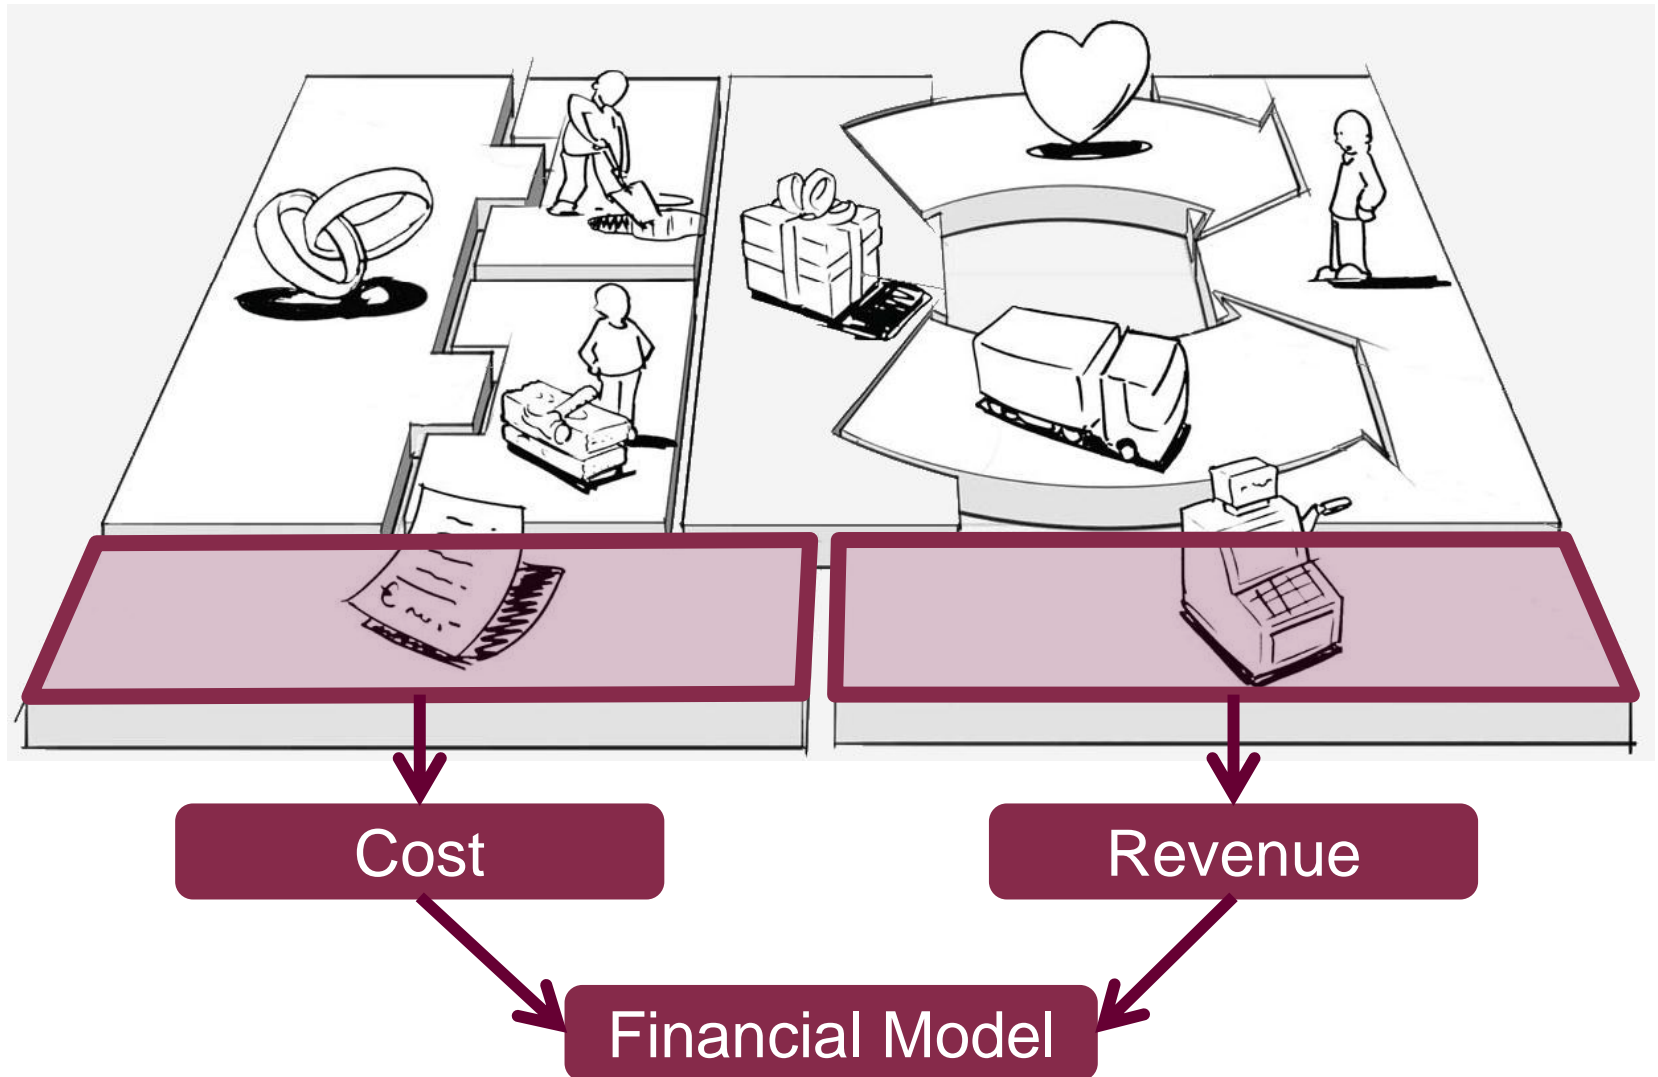 €
Cost
Revenue
Financial Model